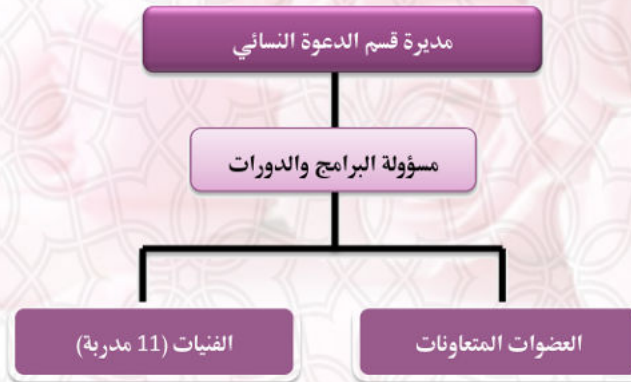 مديرة قسم الدعوة النسائي
مسؤولة البرامج والدورات
العضوات المتعاونات
الفنيات (11 مدربة)